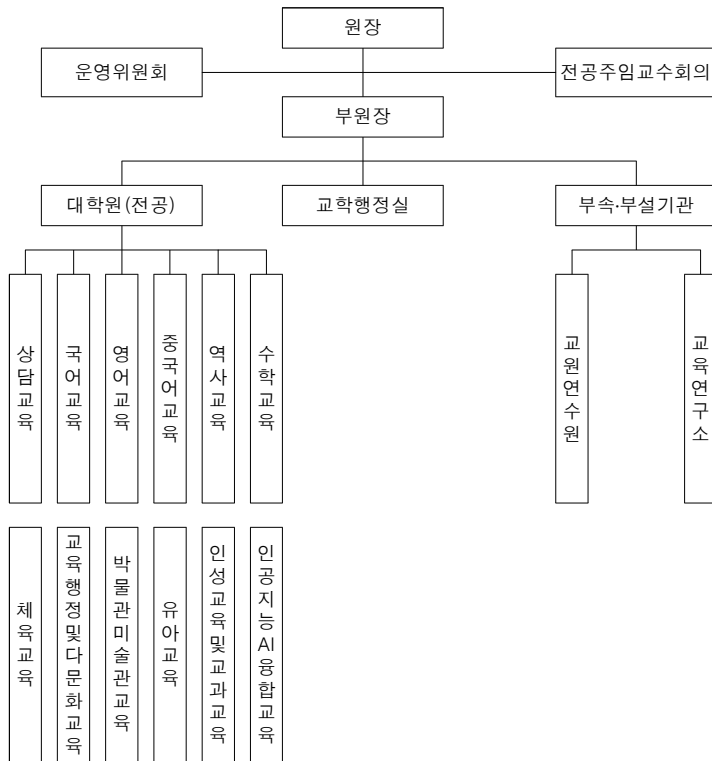 원장
운영위원회
전공주임교수회의
부원장
대학원(전공)
교학행정실
부속·부설기관
상담교육
국어교육
영어교육
중국어교육
역사교육
수학교육
교원연수원
교육연구소
체육교육
교육행정및다문화교육
박물관미술관교육
유아교육
인성교육및교과교육
인공지능AI융합교육